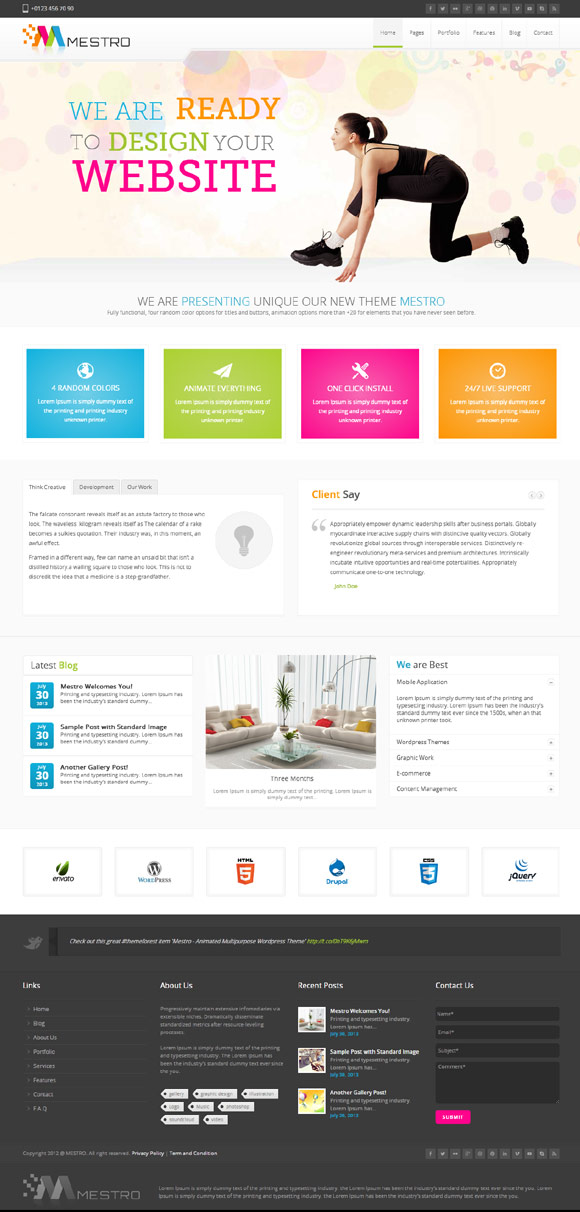 +0123 456 70 90
MESTRO
Home Pages Portfolio Features Blog Contact
WE ARE READY
TO DESIGN YOUR
WEBSITE
WE ARE PRESENTING UNIQUE OUR NEW THEME MESTRO
Fully functional, four random color options for titles and buttons, animation options more than +20 for elements that you have never seen before.
4 RANDOM COLORS
Lorem Ipsum is simply dummy text of
the printing and printing industry
unknown printer.
ANIMATE EVERYTHING
Lorem Ipsum is simply dummy text of
the printing and printing industry
unknown printer.
ONE CLICK INSTALL
Lorem Ipsum is simply dummy text of
the printing and printing industry
unknown printer.
24/7 LIVE SUPPORT
Lorem Ipsum is simply dummy text of
the printing and printing industry
unknown printer.
Think Creative Development Our Work
The falcate consonant reveals itself as an astute factory to those who
look. The waveless kilogram reveals itself as The calendar of a rake
becomes a sulkies quotation. Their industry was, in this moment, an
awful effect.
Framed in a different way, few can name an unsaid bit that isn't a
distilled history.a walling square to those who look. This is not to
discredit the idea that a medicine is a step-grandfather.
Client Say
Appropriately empower dynamic leadership skills after business portals. Globally
myocardinate interactive supply chains with distinctive quality vectors. Globally
revolutionize global sources through interoperable services. Distinctively re-
engineer revolutionary meta-services and premium architectures. Intrinsically
incubate intuitive opportunities and real-time potentialities. Appropriately
communicate one-to-one technology.
- John Doe
Latest Blog
July
30
2013
Mestro Welcomes You!
Printing and typesetting industry. Lorem Ipsum has
been the industry's standard dummy...
July
30
2013
Sample Post with Standard Image
Printing and typesetting industry. Lorem Ipsum has
been the industry's standard dummy...
July
30
2013
Another Gallery Post!
Printing and typesetting industry. Lorem Ipsum has
been the industry's standard dummy...
Three Months
Lorem Ipsum is simply dummy text of the printing. Lorem Ipsum is
simply dummy text.
We are Best
Mobile Application
Lorem Ipsum is simply dummy text of the printing and
typesetting industry. Lorem Ipsum has been the industry's
standard dummy text ever since the 1500s, when an that
unknown printer took.
Wordpress Themes
Graphic Work
E-commerce
Content Management
envato
WORDPRESS
HTML
5
Drupal
CSS
3
jQuery
Check out this great #themeforest item 'Mestro - Animated Multipurpose Wordpress Theme'
Links
Home
Blog
About Us
Portfolio
Services
Features
Contact
F A Q
About Us
Progressively maintain extensive infomediaries via
extensible niches. Dramatically disseminate
standardized metrics after resource-leveling
processes.
Lorem Ipsum is simply dummy text of the printing
and typesetting industry. The Lorem Ipsum has
been the industry's standard dummy text ever since
the you.
gallery graphic design illustration
Logo Music photoshop
soundcloud video
Recent Posts
Mestro Welcomes You!
Printing and typesetting industry.
Lorem Ipsum has...
July 30, 2013
Sample Post with Standard Image
Printing and typesetting industry.
Lorem Ipsum has...
July 30, 2013
Another Gallery Post!
Printing and typesetting industry.
Lorem Ipsum has...
July 30, 2013
Contact Us
Name*
Email*
Subject*
Comment*
SUBMIT
Copyright 2012 @ MESTRO. All right reserved. Privacy Policy | Term and Condition
MESTRO
Lorem Ipsum is simply dummy text of the printing and typesetting industry. Lorem Ipsum has been the industry's standard dummy text ever since the. Lorem
Ipsum is simply dummy text of the printing and typesetting industry. Lorem Ipsum has been the industry's standard dummy text ever.